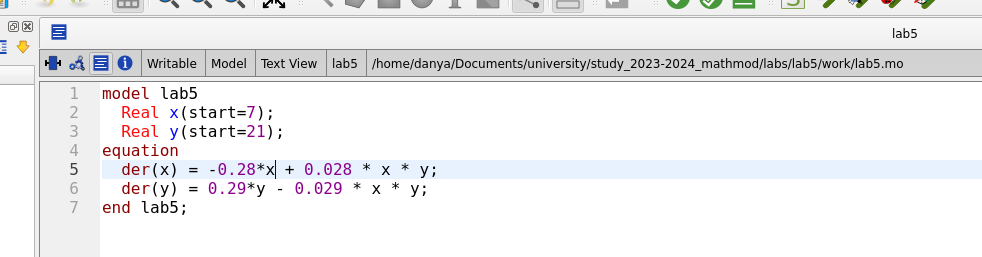 lab5
Writable Model Text View lab5 /home/danya/Documents/university/study_2023-2024_mathmod/labs/lab5/work/lab5.mo
1 model lab5
2 Real x(start=7);
3 Real y(start=21);
4 equation
5 der(x) = -0.28*x + 0.028 * x * y;
6 der(y) = 0.29*y - 0.029 * x * y;
7 end lab5;